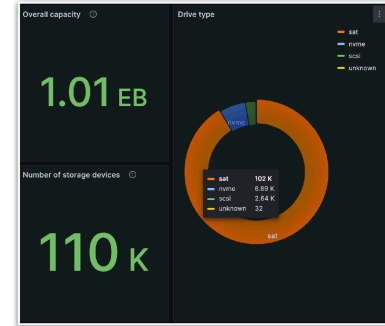 Overall capacity
1.01 EB
Number of storage devices
110 K
Drive type
sat
nvme
scsi
unknown
nvme
sat 102 K
nvme 6.69 K
scsi 2.64 K
unknown 32
sat